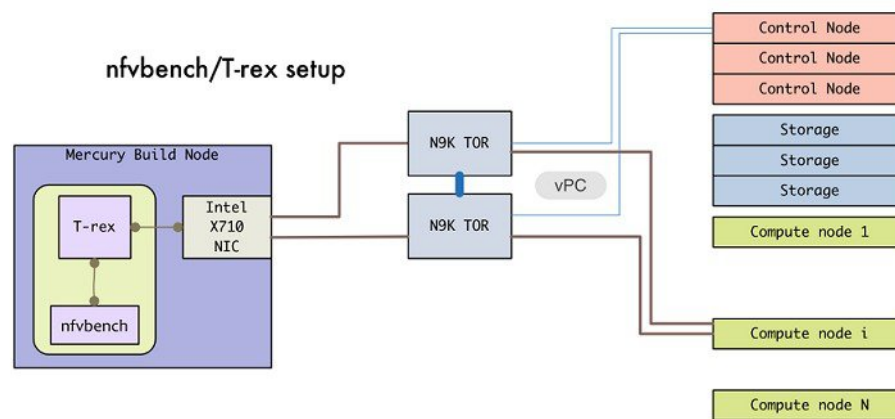 nfvbench/T-rex setup
Mercury Build Node
T-rex
nfvbench
Intel
X710
NIC
N9K TOR
N9K TOR
vPC
Control Node
Control Node
Control Node
Storage
Storage
Storage
Compute node 1
Compute node i
Compute node N